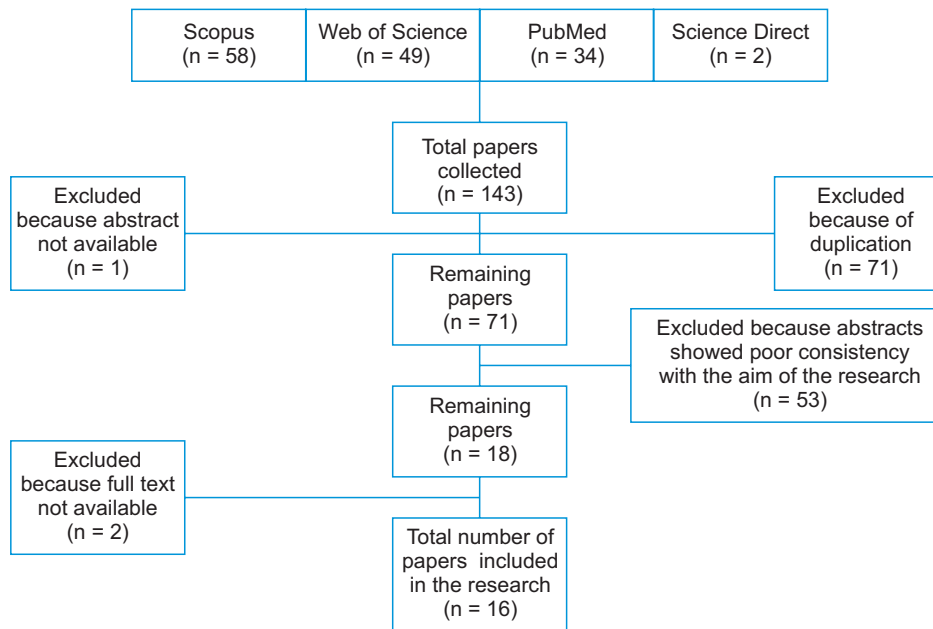 Scopus
(n = 58)
Web of Science
(n = 49)
PubMed
(n = 34)
Science Direct
(n = 2)
Total papers
collected
(n = 143)
Excluded
because abstract
not available
(n = 1)
Excluded
because of
duplication
(n = 71)
Remaining
papers
(n = 71)
Excluded because abstracts
showed poor consistency
with the aim of the research
(n = 53)
Remaining
papers
(n = 18)
Excluded
because full text
not available
(n = 2)
Total number of
papers included
in the research
(n = 16)